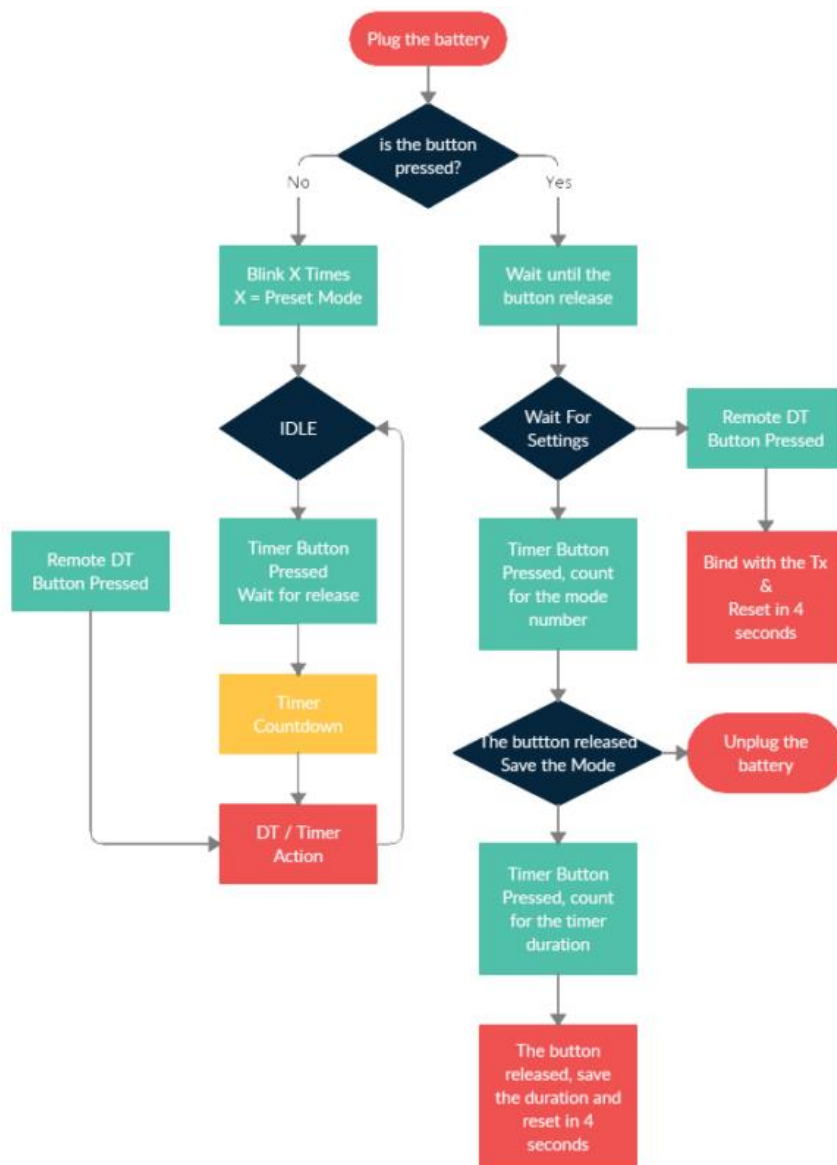 Plug the battery
is the button
pressed?
No
Yes
Blink X Times
X = Preset Mode
Wait until the
button release
IDLE
Wait For
Settings
Remote DT
Button Pressed
Remote DT
Button Pressed
Timer Button
Pressed
Wait for release
Timer Button
Pressed, count
for the mode
number
Bind with the Tx
&
Reset in 4
seconds
Timer
Countdown
The buttton released
Save the Mode
Unplug the
battery
DT / Timer
Action
Timer Button
Pressed, count
for the timer
duration
The button
released, save
the duration and
reset in 4
seconds